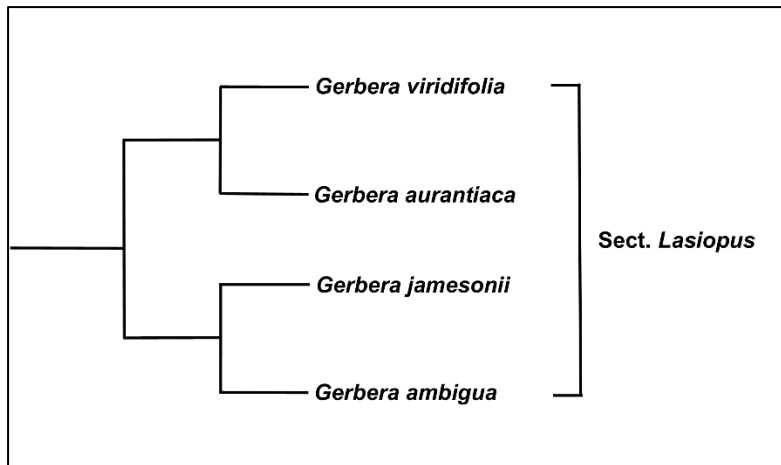 Gerbera viridifolia
Gerbera aurantiaca
Sect. Lasiopus
Gerbera jamesonii
Gerbera ambigua